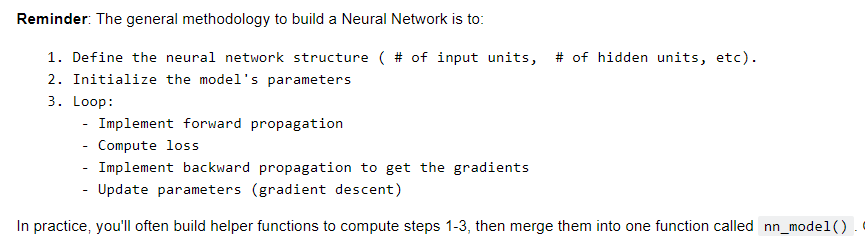 Reminder: The general methodology to build a Neural Network is to:
1. Define the neural network structure ( # of input units,  # of hidden units, etc).
2. Initialize the model's parameters
3. Loop:
- Implement forward propagation
- Compute loss
- Implement backward propagation to get the gradients
- Update parameters (gradient descent)
In practice, you'll often build helper functions to compute steps 1-3, then merge them into one function called nn_model() .